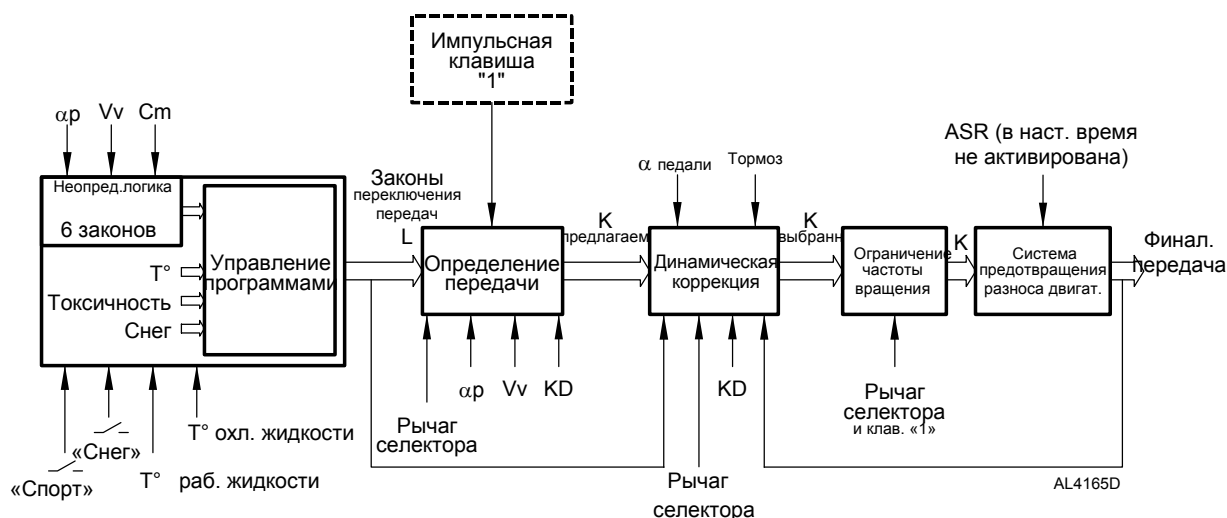 Импульсная
клавиша
"1"
αp Vv Cm
ASR (в наст. время
не активирована)
α педали
Тормоз
Неопред.логика
6 законов
Законы
переключения
передач
L
Управление
программами
T°
Токсичность
Снег
Определение
передачи
K
предлагаем
Динамическая
коррекция
K
выбранн
Ограничение
частоты
вращения
K
Система
предотвращения
разноса двигат.
Финал.
передача
αp Vv KD
Рычаг
селектора
KD
Рычаг
селектора
Рычаг
селектора
и клав. «1»
T° охл. жидкости
«Снег»
«Спорт»
T° раб. жидкости
AL4165D